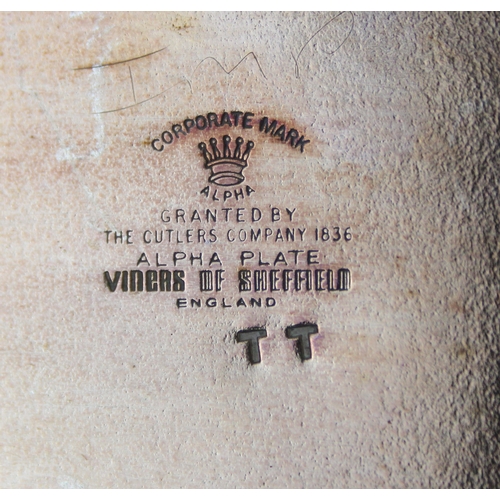 CORPORATE MARK
ALPHA
GRANTED BY
THE CUTLERS COMPANY 1836
ALPHA PLATE
VINERS OF SHEFFIELD
ENGLAND
T T